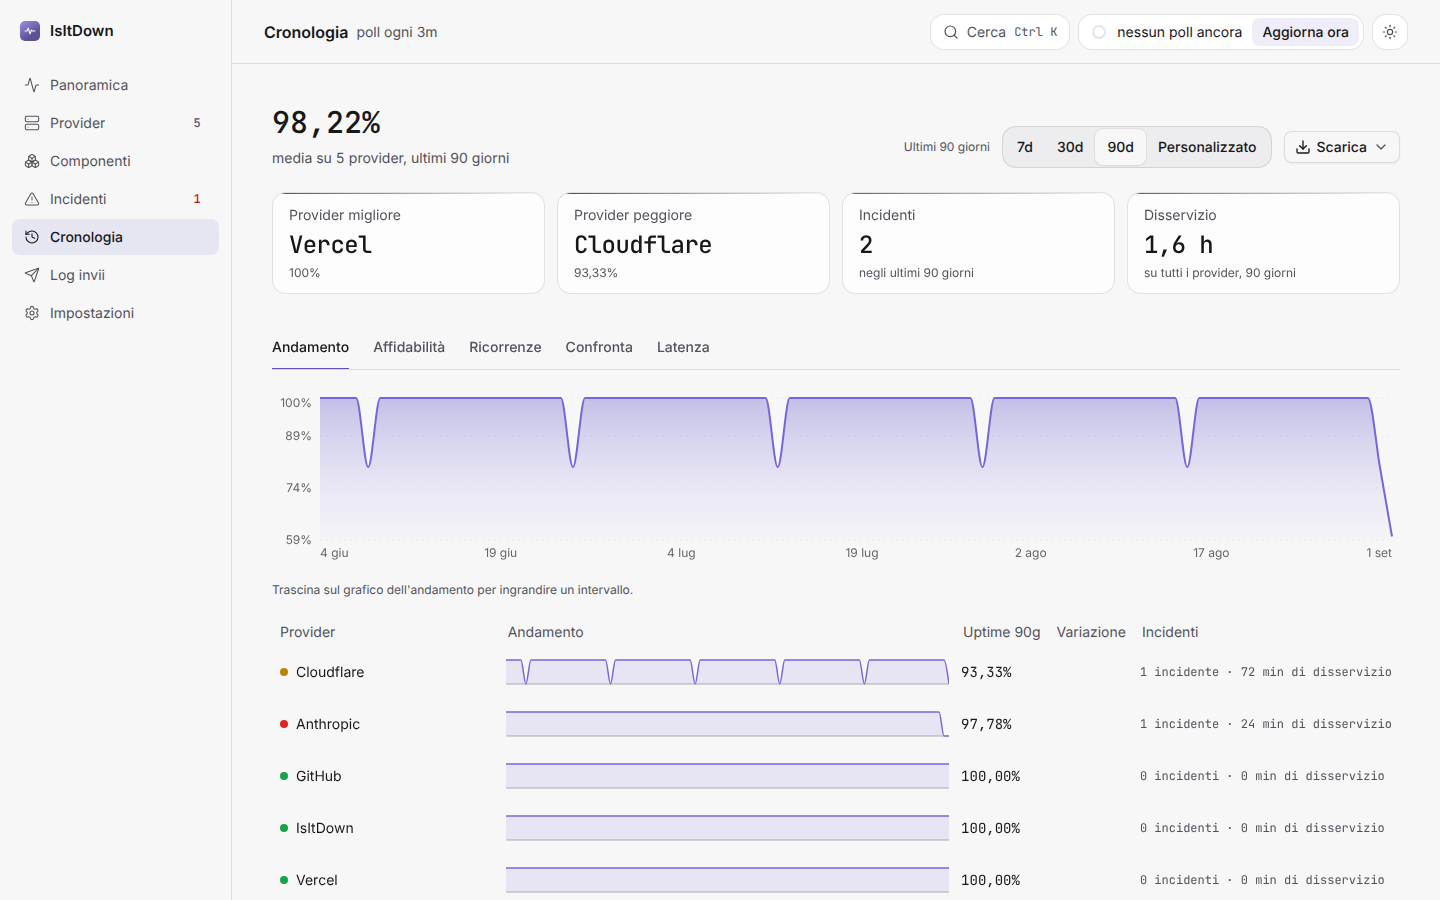 IsItDown
Panoramica
Provider 5
Componenti
Incidenti 1
Cronologia
Log invii
Impostazioni
Cronologia poll ogni 3m
Cerca Ctrl K
nessun poll ancora Aggiorna ora
98,22%
media su 5 provider, ultimi 90 giorni
Ultimi 90 giorni 7d 30d 90d Personalizzato Scarica
Provider migliore
Vercel
100%
Provider peggiore
Cloudflare
93,33%
Incidenti
2
negli ultimi 90 giorni
Disservizio
1,6 h
su tutti i provider, 90 giorni
Andamento Affidabilità Ricorrenze Confronta Latenza
100%
89%
74%
59%
4 giu 19 giu 4 lug 19 lug 2 ago 17 ago 1 set
Trascina sul grafico dell'andamento per ingrandire un intervallo.
Provider Andamento Uptime 90g Variazione Incidenti
Cloudflare 93,33% 1 incidente · 72 min di disservizio
Anthropic 97,78% 1 incidente · 24 min di disservizio
GitHub 100,00% 0 incidenti · 0 min di disservizio
IsItDown 100,00% 0 incidenti · 0 min di disservizio
Vercel 100,00% 0 incidenti · 0 min di disservizio